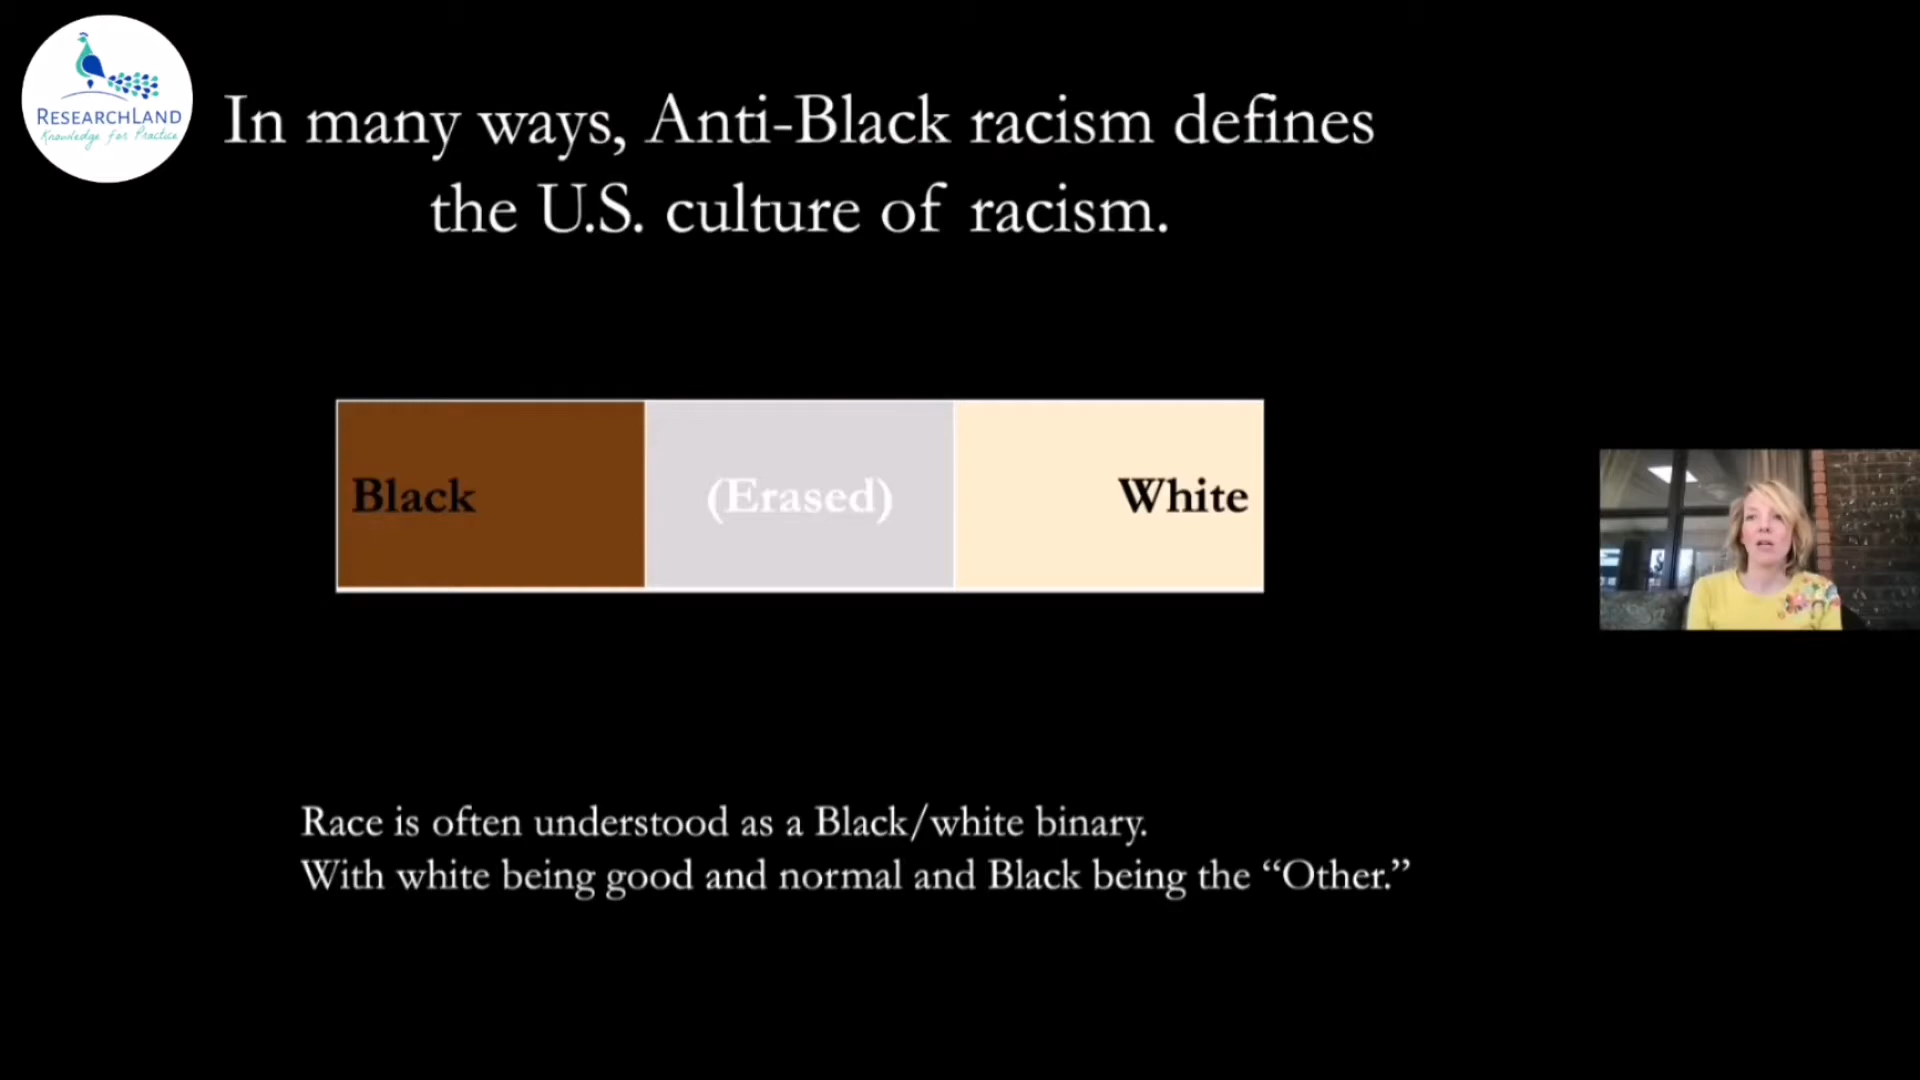 RESEARCHLAND
Knowledge for Practice
In many ways, Anti-Black racism defines
the U.S. culture of racism.
Black
(Erased)
White
Race is often understood as a Black/white binary.
With white being good and normal and Black being the “Other.”